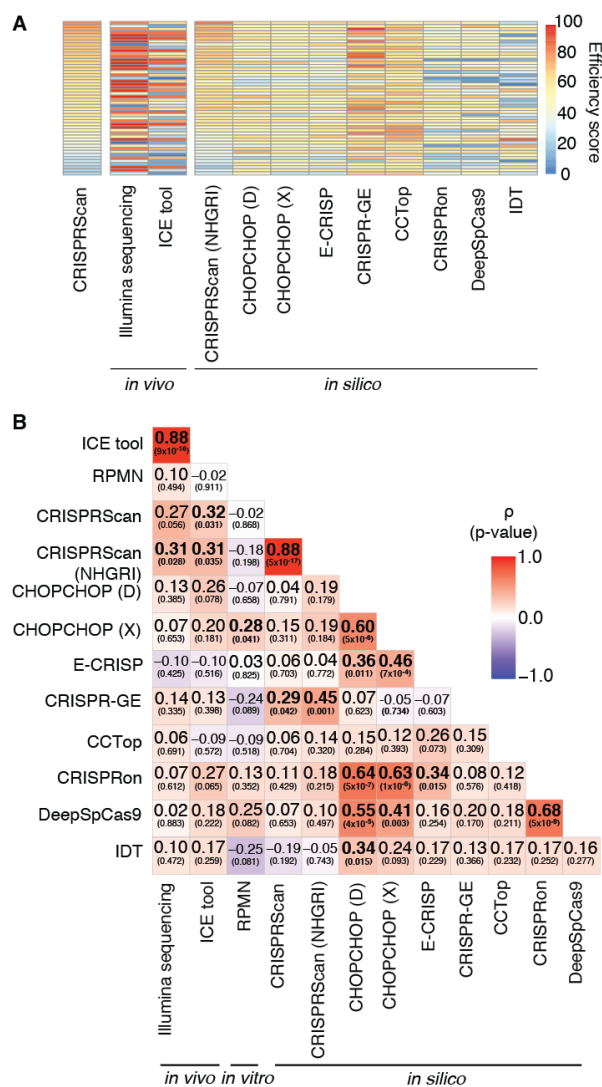 A
100
80
60
40
20
0
Efficiency score
CRISPRScan
Illumina sequencing
ICE tool
CRISPRScan (NHGRI)
CHOPCHOP (D)
CHOPCHOP (X)
E-CRISP
CRISPR-GE
CCTop
CRISPRon
DeepSpCas9
IDT
in vivo
in silico
B
ICE tool
0.88
(9x10⁻¹⁶)
RPMN
0.10 −0.02
(0.494) (0.911)
CRISPRScan
0.27 0.32 −0.02
(0.056) (0.031) (0.868)
CRISPRScan
(NHGRI)
0.31 0.31 −0.18 0.88
(0.028) (0.035) (0.198) (5x10⁻¹⁷)
CHOPCHOP (D)
0.13 0.26 −0.07 0.04 0.19
(0.385) (0.078) (0.658) (0.791) (0.179)
CHOPCHOP (X)
0.07 0.20 0.28 0.15 0.19 0.60
(0.653) (0.181) (0.041) (0.311) (0.184) (5x10⁻⁶)
E-CRISP
−0.10 −0.10 0.03 0.06 0.04 0.36 0.46
(0.425) (0.516) (0.825) (0.703) (0.772) (0.011) (7x10⁻⁴)
CRISPR-GE
0.14 0.13 −0.24 0.29 0.45 0.07 −0.05 −0.07
(0.335) (0.398) (0.089) (0.042) (0.001) (0.623) (0.734) (0.603)
CCTop
0.06 −0.09 −0.09 0.06 0.14 0.15 0.12 0.26 0.15
(0.691) (0.572) (0.518) (0.704) (0.320) (0.284) (0.393) (0.073) (0.309)
CRISPRon
0.07 0.27 0.13 0.11 0.18 0.64 0.63 0.34 0.08 0.12
(0.612) (0.065) (0.352) (0.429) (0.215) (5x10⁻⁷) (1x10⁻⁶) (0.015) (0.576) (0.418)
DeepSpCas9
0.02 0.18 0.25 0.07 0.10 0.55 0.41 0.16 0.20 0.18 0.68
(0.883) (0.222) (0.082) (0.653) (0.497) (4x10⁻⁵) (0.003) (0.254) (0.170) (0.211) (5x10⁻⁸)
IDT
0.10 0.17 −0.25 −0.19 −0.05 0.34 0.24 0.17 0.13 0.17 0.17 0.16
(0.472) (0.259) (0.081) (0.192) (0.743) (0.015) (0.093) (0.229) (0.366) (0.232) (0.252) (0.277)
ρ
(p-value)
1.0
0.0
−1.0
Illumina sequencing
ICE tool
RPMN
CRISPRScan
CRISPRScan (NHGRI)
CHOPCHOP (D)
CHOPCHOP (X)
E-CRISP
CRISPR-GE
CCTop
CRISPRon
DeepSpCas9
in vivo
in vitro
in silico